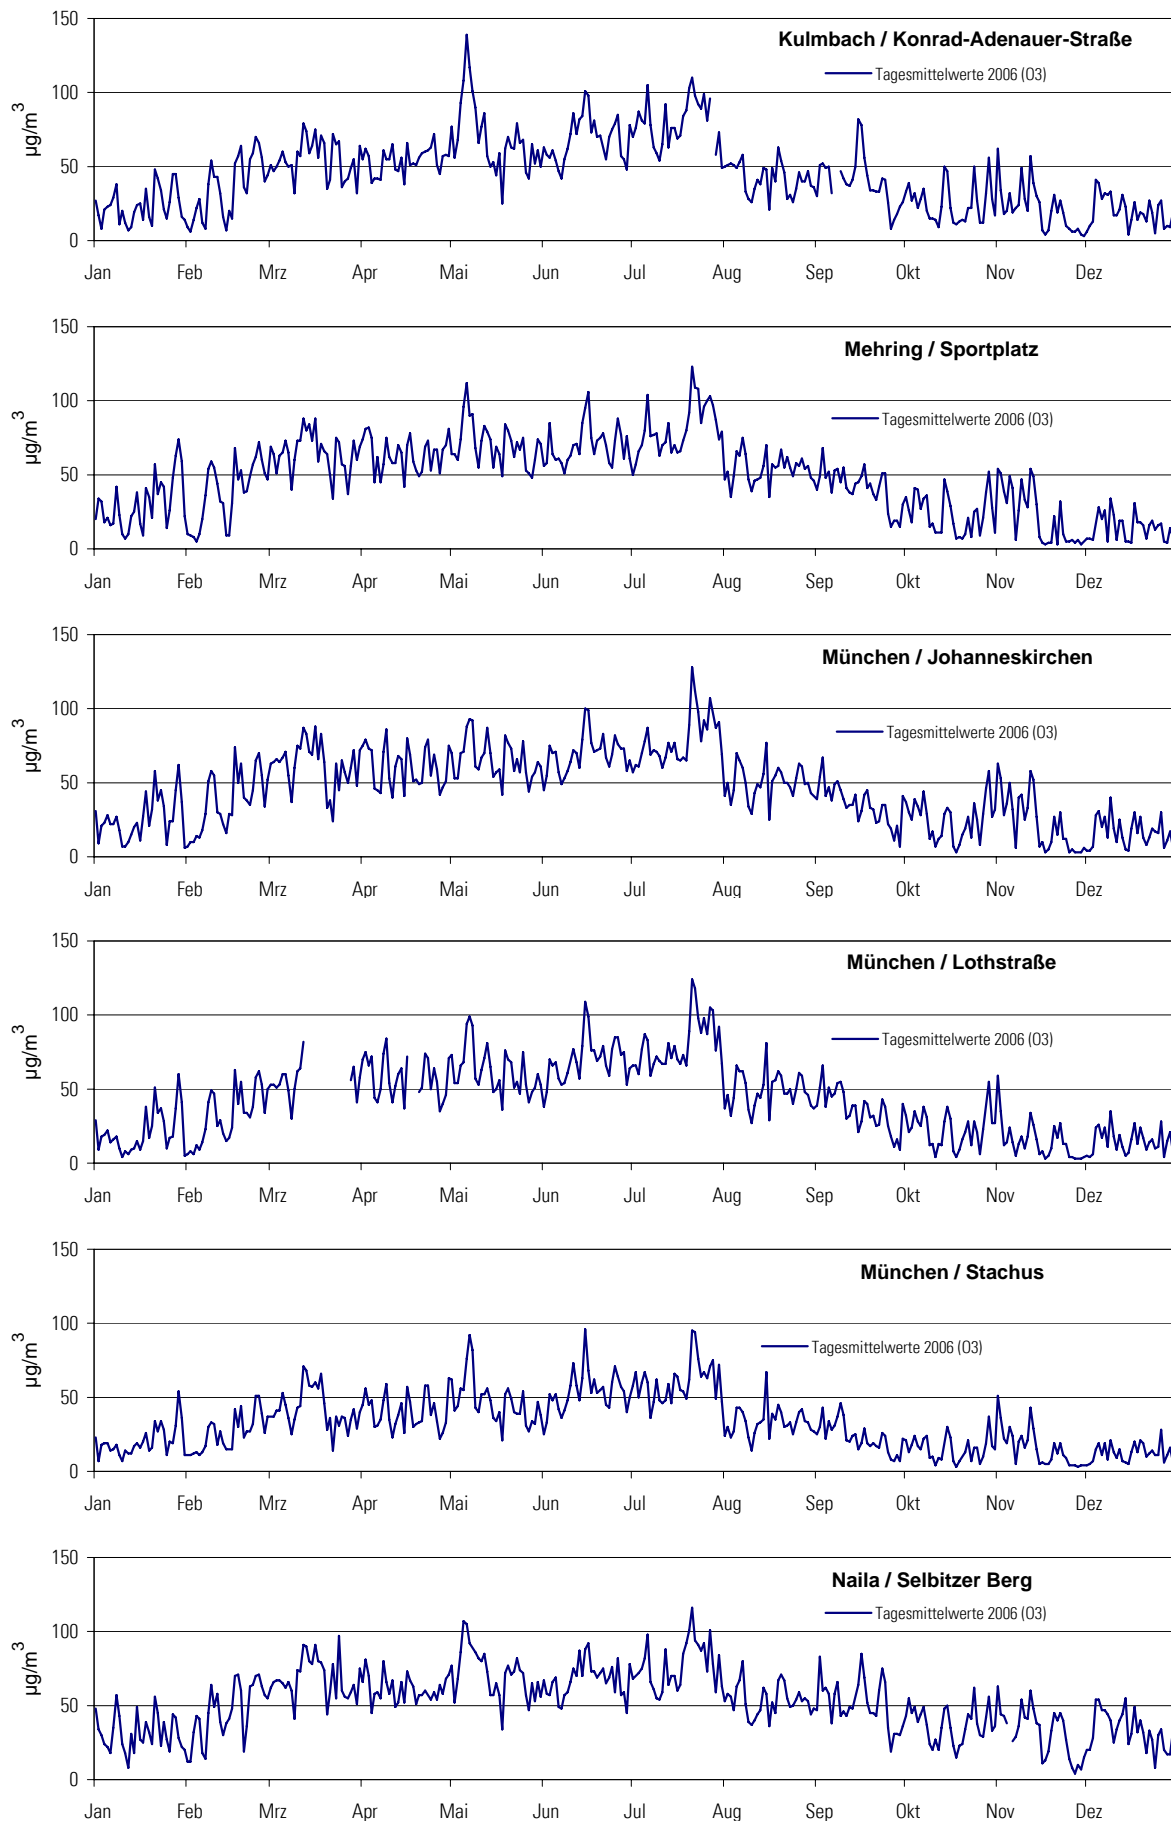 150
Kulmbach / Konrad-Adenauer-Straße
Tagesmittelwerte 2006 (O3)
100
µg/m³
50
0
Jan Feb Mrz Apr Mai Jun Jul Aug Sep Okt Nov Dez
150
Mehring / Sportplatz
Tagesmittelwerte 2006 (O3)
100
µg/m³
50
0
Jan Feb Mrz Apr Mai Jun Jul Aug Sep Okt Nov Dez
150
München / Johanneskirchen
Tagesmittelwerte 2006 (O3)
100
µg/m³
50
0
Jan Feb Mrz Apr Mai Jun Jul Aug Sep Okt Nov Dez
150
München / Lothstraße
Tagesmittelwerte 2006 (O3)
100
µg/m³
50
0
Jan Feb Mrz Apr Mai Jun Jul Aug Sep Okt Nov Dez
150
München / Stachus
Tagesmittelwerte 2006 (O3)
100
µg/m³
50
0
Jan Feb Mrz Apr Mai Jun Jul Aug Sep Okt Nov Dez
150
Naila / Selbitzer Berg
Tagesmittelwerte 2006 (O3)
100
µg/m³
50
0
Jan Feb Mrz Apr Mai Jun Jul Aug Sep Okt Nov Dez